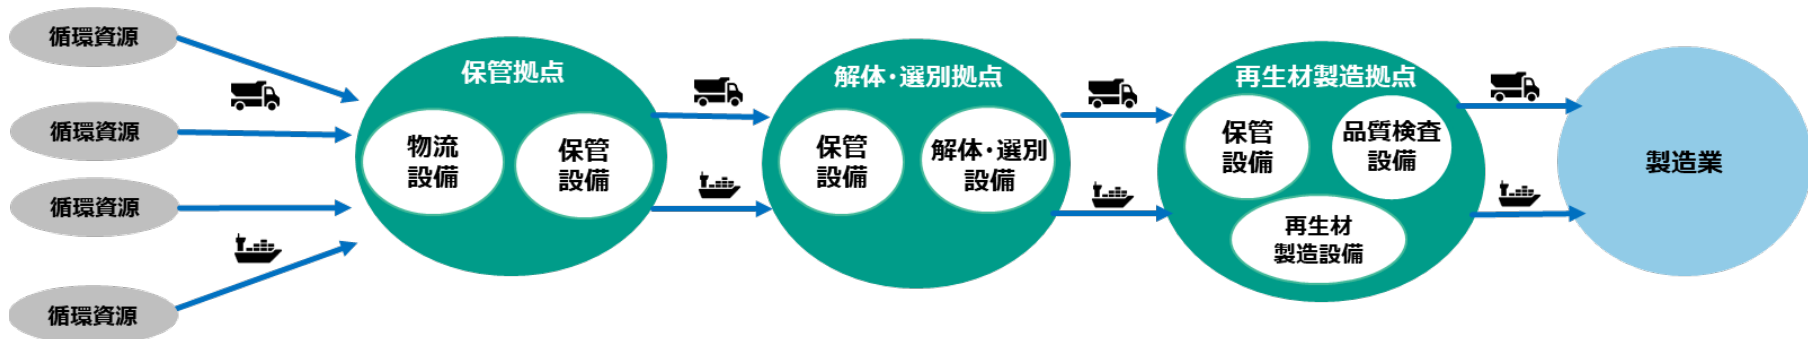 循環資源
循環資源
循環資源
循環資源
保管拠点
物流
設備
保管
設備
解体・選別拠点
保管
設備
解体・選別
設備
再生材製造拠点
保管
設備
品質検査
設備
再生材
製造設備
製造業